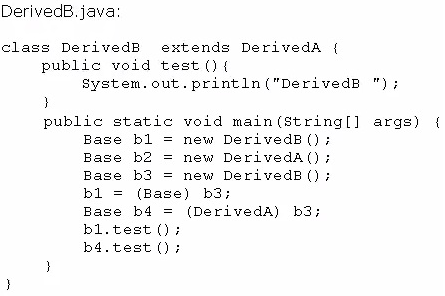 DerivedB.java:
class DerivedB  extends DerivedA {
    public void test(){
        System.out.println("DerivedB ");
    }
    public static void main(String[] args) {
        Base b1 = new DerivedB();
        Base b2 = new DerivedA();
        Base b3 = new DerivedB();
        b1 = (Base) b3;
        Base b4 = (DerivedA) b3;
        b1.test();
        b4.test();
    }
}